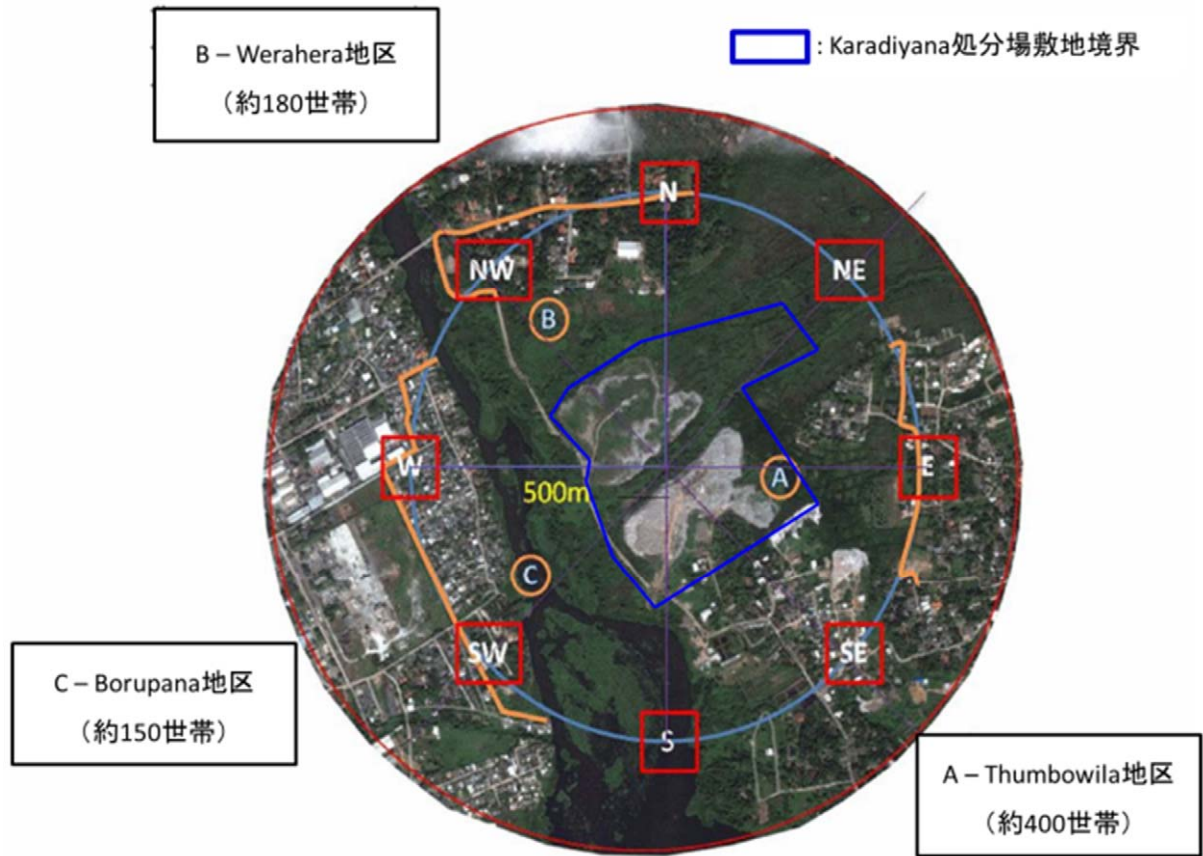 B – Werahera地区
（約180世帯）
: Karadiyana処分場敷地境界
N
NW
NE
B
W
E
A
500m
C
SW
SE
S
C – Borupana地区
（約150世帯）
A – Thumbowila地区
（約400世帯）